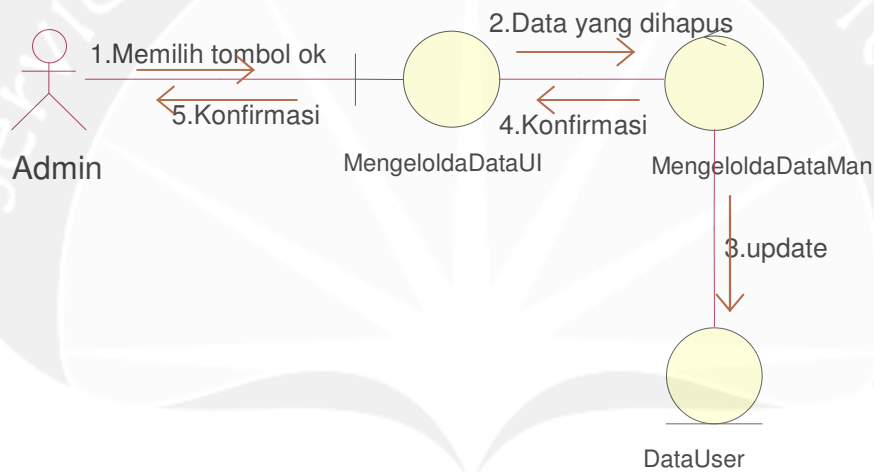 2.Data yang dihapus
1.Memilih tombol ok
5.Konfirmasi
4.Konfirmasi
Admin
MengeloldaDataUI
MengeloldaDataMan
3.update
DataUser